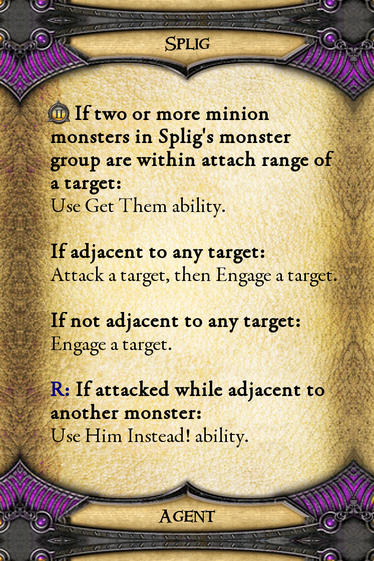 SPLIG
II If two or more minion
monsters in Splig's monster
group are within attach range of
a target:
Use Get Them ability.
If adjacent to any target:
Attack a target, then Engage a target.
If not adjacent to any target:
Engage a target.
R: If attacked while adjacent to
another monster:
Use Him Instead! ability.
AGENT